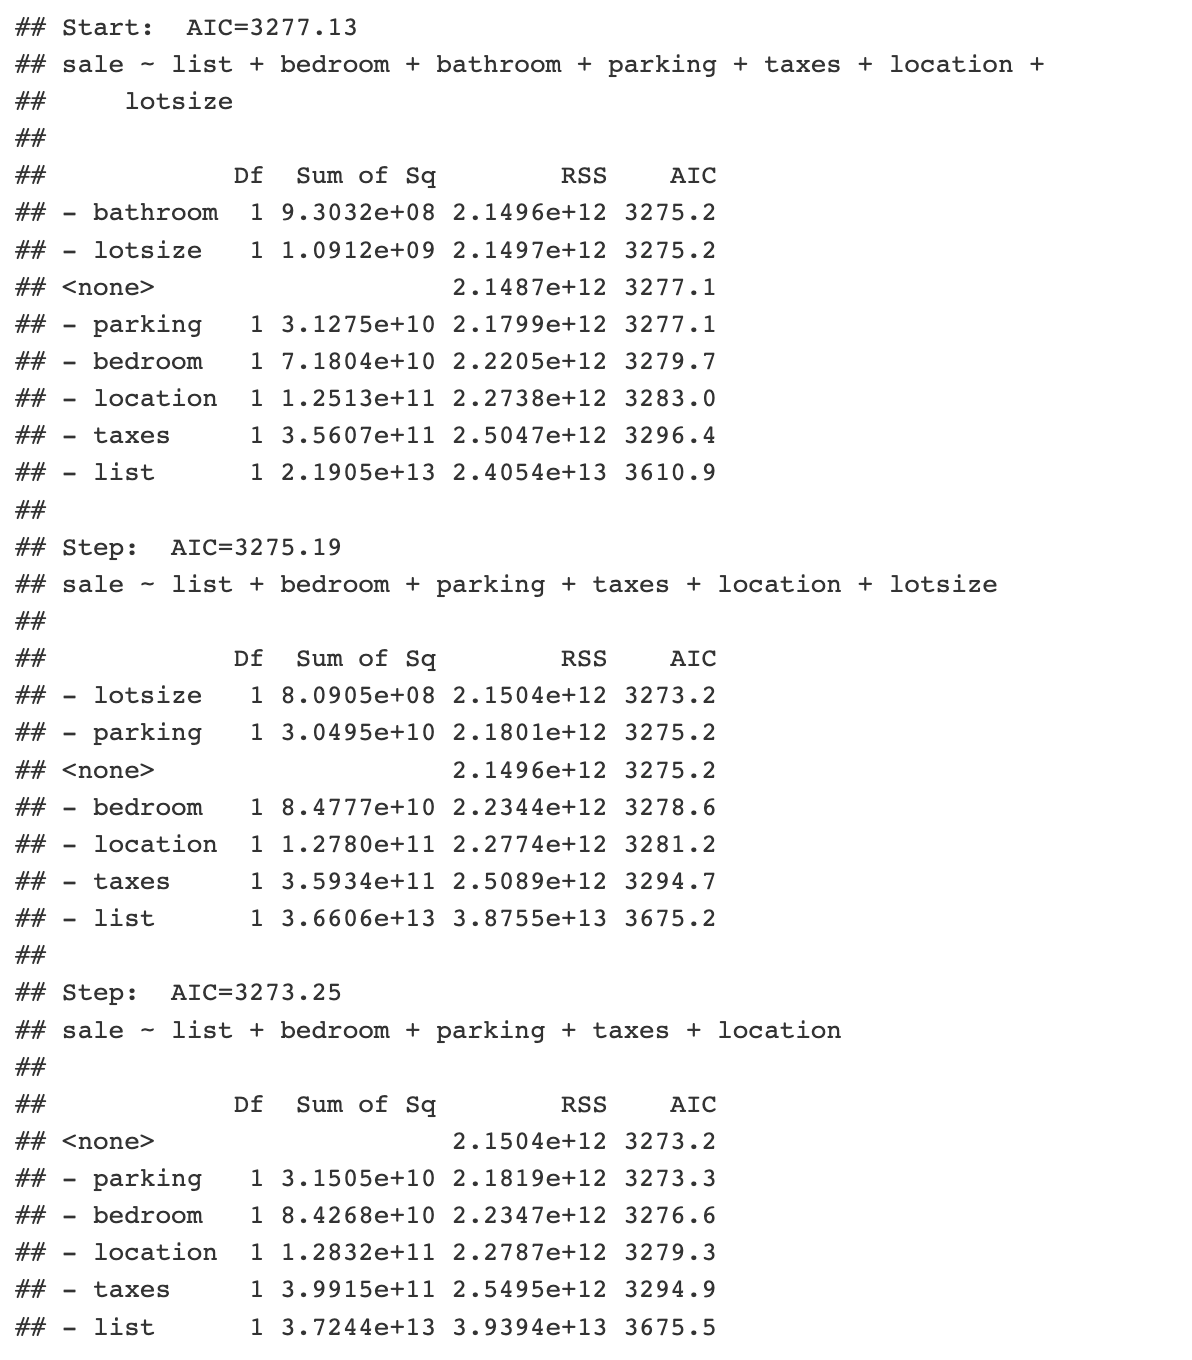 ## Start:  AIC=3277.13
## sale ~ list + bedroom + bathroom + parking + taxes + location +
##     lotsize
##
##            Df  Sum of Sq        RSS    AIC
## - bathroom  1 9.3032e+08 2.1496e+12 3275.2
## - lotsize   1 1.0912e+09 2.1497e+12 3275.2
## <none>                   2.1487e+12 3277.1
## - parking   1 3.1275e+10 2.1799e+12 3277.1
## - bedroom   1 7.1804e+10 2.2205e+12 3279.7
## - location  1 1.2513e+11 2.2738e+12 3283.0
## - taxes     1 3.5607e+11 2.5047e+12 3296.4
## - list      1 2.1905e+13 2.4054e+13 3610.9
##
## Step:  AIC=3275.19
## sale ~ list + bedroom + parking + taxes + location + lotsize
##
##            Df  Sum of Sq        RSS    AIC
## - lotsize   1 8.0905e+08 2.1504e+12 3273.2
## - parking   1 3.0495e+10 2.1801e+12 3275.2
## <none>                   2.1496e+12 3275.2
## - bedroom   1 8.4777e+10 2.2344e+12 3278.6
## - location  1 1.2780e+11 2.2774e+12 3281.2
## - taxes     1 3.5934e+11 2.5089e+12 3294.7
## - list      1 3.6606e+13 3.8755e+13 3675.2
##
## Step:  AIC=3273.25
## sale ~ list + bedroom + parking + taxes + location
##
##            Df  Sum of Sq        RSS    AIC
## <none>                   2.1504e+12 3273.2
## - parking   1 3.1505e+10 2.1819e+12 3273.3
## - bedroom   1 8.4268e+10 2.2347e+12 3276.6
## - location  1 1.2832e+11 2.2787e+12 3279.3
## - taxes     1 3.9915e+11 2.5495e+12 3294.9
## - list      1 3.7244e+13 3.9394e+13 3675.5